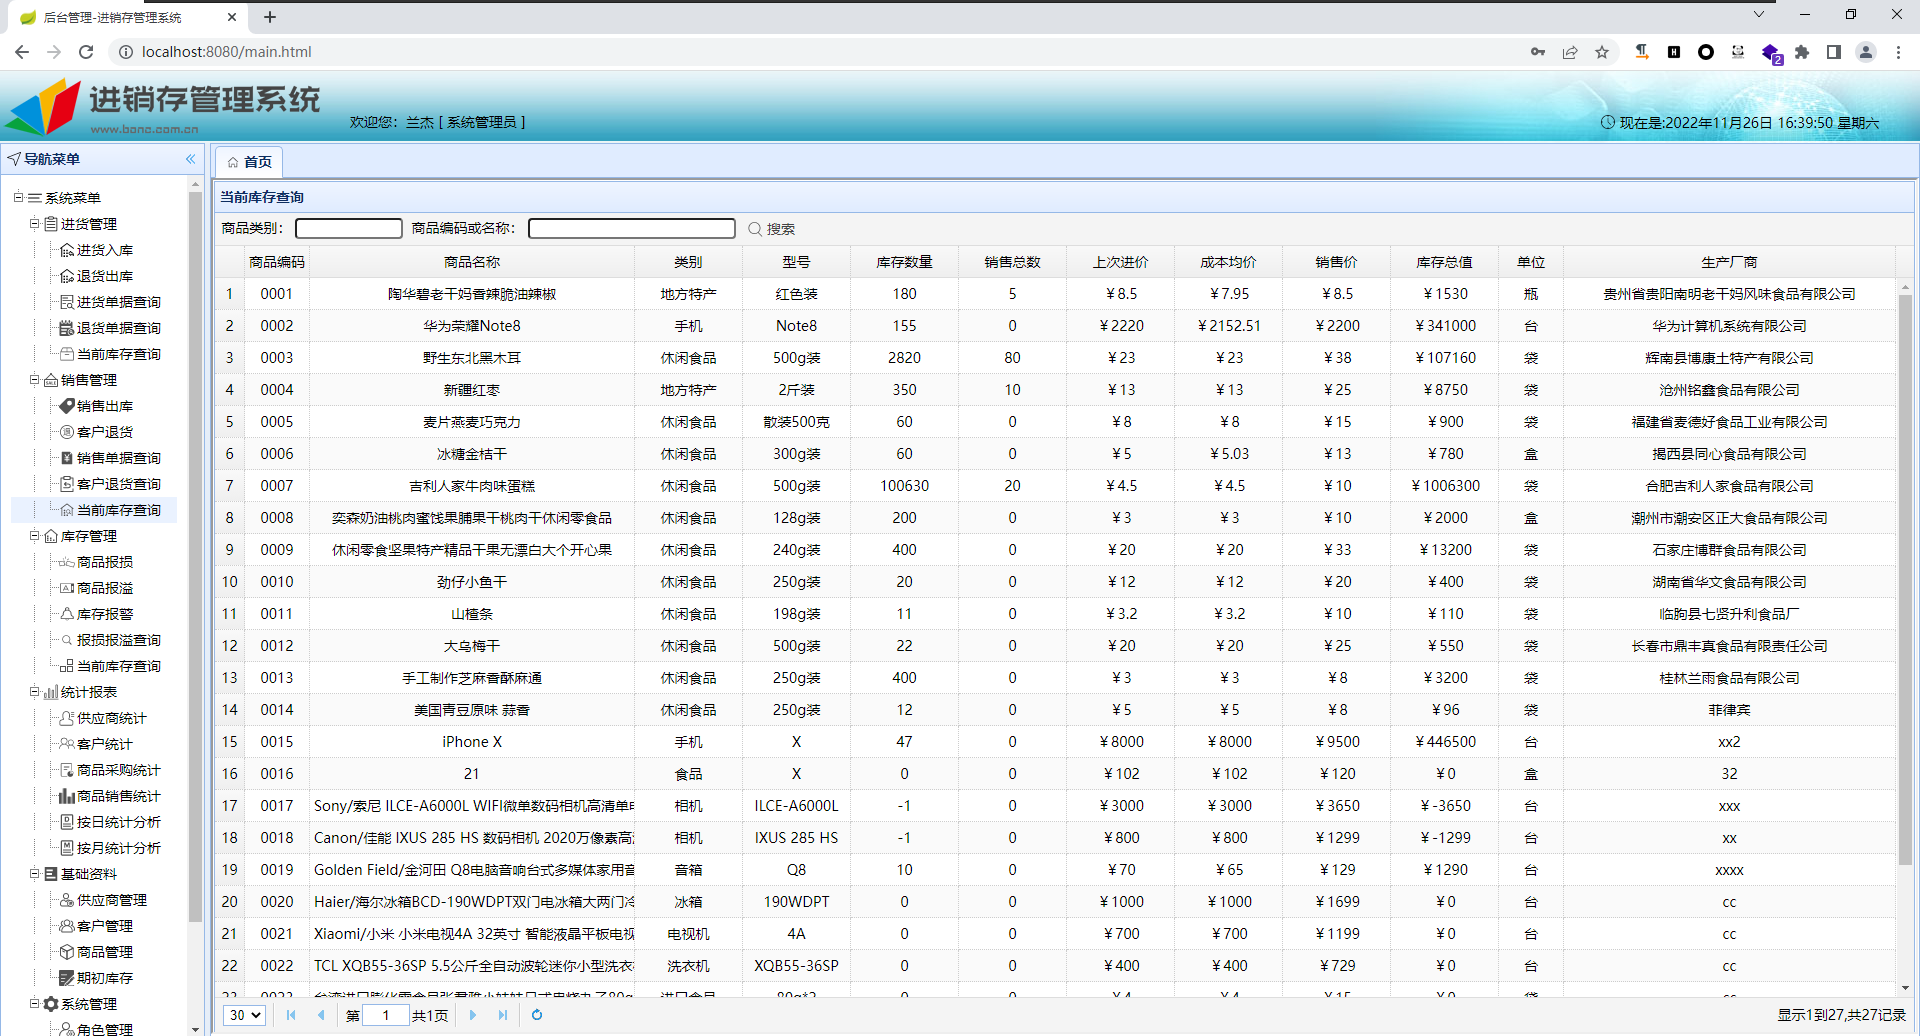 后台管理-进销存管理系统
localhost:8080/main.html
2
进销存管理系统
www.bano.com.cn
欢迎您：兰杰 [ 系统管理员 ]
现在是:2022年11月26日 16:39:50 星期六
导航菜单
系统菜单
进货管理
进货入库
退货出库
进货单据查询
退货单据查询
当前库存查询
销售管理
销售出库
客户退货
销售单据查询
客户退货查询
当前库存查询
库存管理
商品报损
商品报溢
库存报警
报损报溢查询
当前库存查询
统计报表
供应商统计
客户统计
商品采购统计
商品销售统计
按日统计分析
按月统计分析
基础资料
供应商管理
客户管理
商品管理
期初库存
系统管理
角色管理
首页
当前库存查询
商品类别： 商品编码或名称： 搜索
商品编码 商品名称 类别 型号 库存数量 销售总数 上次进价 成本均价 销售价 库存总值 单位 生产厂商
1 0001 陶华碧老干妈香辣脆油辣椒 地方特产 红色装 180 5 ¥8.5 ¥7.95 ¥8.5 ¥1530 瓶 贵州省贵阳南明老干妈风味食品有限公司
2 0002 华为荣耀Note8 手机 Note8 155 0 ¥2220 ¥2152.51 ¥2200 ¥341000 台 华为计算机系统有限公司
3 0003 野生东北黑木耳 休闲食品 500g装 2820 80 ¥23 ¥23 ¥38 ¥107160 袋 辉南县博康土特产有限公司
4 0004 新疆红枣 地方特产 2斤装 350 10 ¥13 ¥13 ¥25 ¥8750 袋 沧州铭鑫食品有限公司
5 0005 麦片燕麦巧克力 休闲食品 散装500克 60 0 ¥8 ¥8 ¥15 ¥900 袋 福建省麦德好食品工业有限公司
6 0006 冰糖金桔干 休闲食品 300g装 60 0 ¥5 ¥5.03 ¥13 ¥780 盒 揭西县同心食品有限公司
7 0007 吉利人家牛肉味蛋糕 休闲食品 500g装 100630 20 ¥4.5 ¥4.5 ¥10 ¥1006300 袋 合肥吉利人家食品有限公司
8 0008 奕森奶油桃肉蜜饯果脯果干桃肉干休闲零食品 休闲食品 128g装 200 0 ¥3 ¥3 ¥10 ¥2000 盒 潮州市潮安区正大食品有限公司
9 0009 休闲零食坚果特产精品干果无漂白大个开心果 休闲食品 240g装 400 0 ¥20 ¥20 ¥33 ¥13200 袋 石家庄博群食品有限公司
10 0010 劲仔小鱼干 休闲食品 250g装 20 0 ¥12 ¥12 ¥20 ¥400 袋 湖南省华文食品有限公司
11 0011 山楂条 休闲食品 198g装 11 0 ¥3.2 ¥3.2 ¥10 ¥110 袋 临朐县七贤升利食品厂
12 0012 大乌梅干 休闲食品 500g装 22 0 ¥20 ¥20 ¥25 ¥550 袋 长春市鼎丰真食品有限责任公司
13 0013 手工制作芝麻香酥麻通 休闲食品 250g装 400 0 ¥3 ¥3 ¥8 ¥3200 袋 桂林兰雨食品有限公司
14 0014 美国青豆原味 蒜香 休闲食品 250g装 12 0 ¥5 ¥5 ¥8 ¥96 袋 菲律宾
15 0015 iPhone X 手机 X 47 0 ¥8000 ¥8000 ¥9500 ¥446500 台 xx2
16 0016 21 食品 X 0 0 ¥102 ¥102 ¥120 ¥0 盒 32
17 0017 Sony/索尼 ILCE-A6000L WIFI微单数码相机高清单 相机 ILCE-A6000L -1 0 ¥3000 ¥3000 ¥3650 ¥-3650 台 xxx
18 0018 Canon/佳能 IXUS 285 HS 数码相机 2020万像素高 相机 IXUS 285 HS -1 0 ¥800 ¥800 ¥1299 ¥-1299 台 xx
19 0019 Golden Field/金河田 Q8电脑音响台式多媒体家用音 音箱 Q8 10 0 ¥70 ¥65 ¥129 ¥1290 台 xxxx
20 0020 Haier/海尔冰箱BCD-190WDPT双门电冰箱大两门冷 冰箱 190WDPT 0 0 ¥1000 ¥1000 ¥1699 ¥0 台 cc
21 0021 Xiaomi/小米 小米电视4A 32英寸 智能液晶平板电视 电视机 4A 0 0 ¥700 ¥700 ¥1199 ¥0 台 cc
22 0022 TCL XQB55-36SP 5.5公斤全自动波轮迷你小型洗衣 洗衣机 XQB55-36SP 0 0 ¥400 ¥400 ¥729 ¥0 台 cc
30 第 1 共1页 显示1到27,共27记录